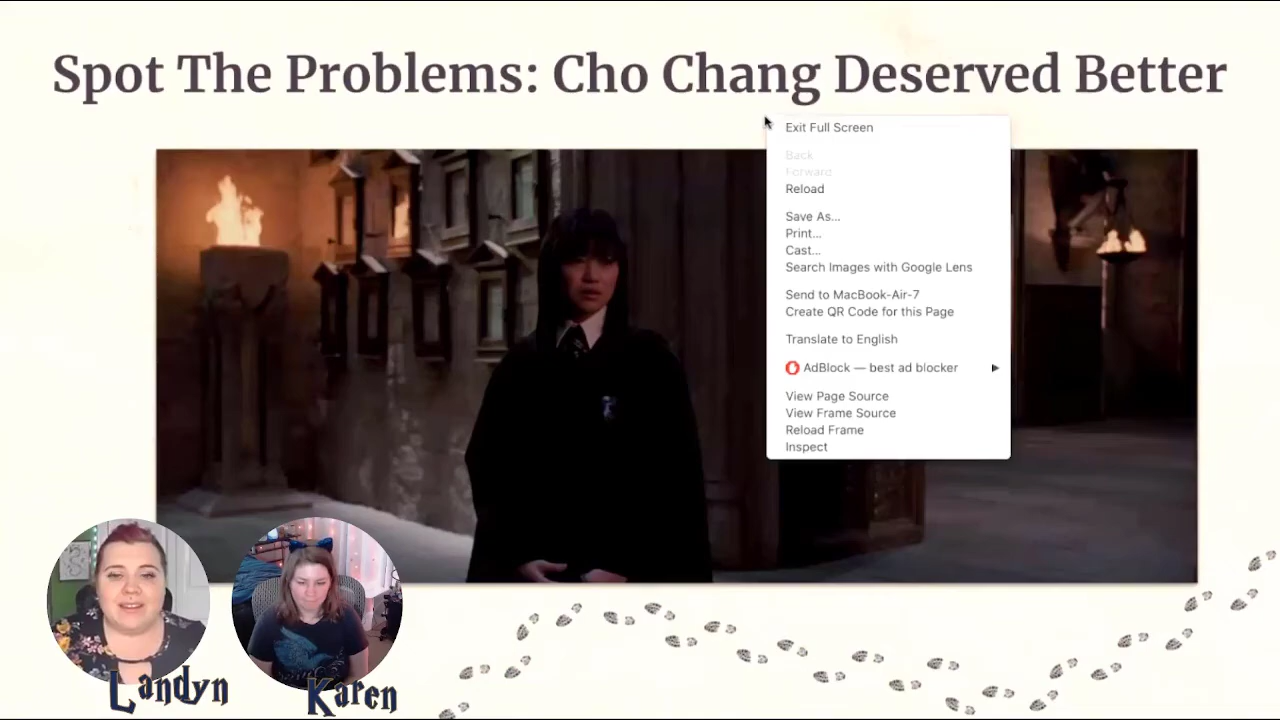 Spot The Problems: Cho Chang Deserved Better
Exit Full Screen
Back
Forward
Reload
Save As...
Print...
Cast...
Search Images with Google Lens
Send to MacBook-Air-7
Create QR Code for this Page
Translate to English
AdBlock — best ad blocker
View Page Source
View Frame Source
Reload Frame
Inspect
Landyn
Karen